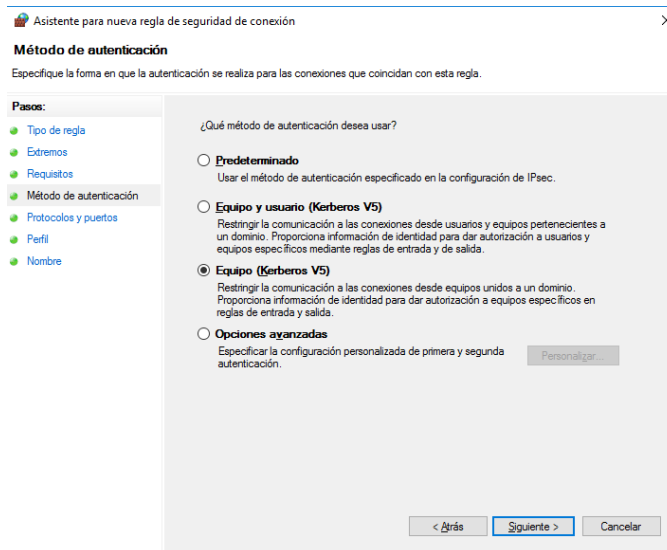 Asistente para nueva regla de seguridad de conexión
Método de autenticación
Especifique la forma en que la autenticación se realiza para las conexiones que coincidan con esta regla.
Pasos:
Tipo de regla
Extremos
Requisitos
Método de autenticación
Protocolos y puertos
Perfil
Nombre
¿Qué método de autenticación desea usar?
Predeterminado
Usar el método de autenticación especificado en la configuración de IPsec.
Equipo y usuario (Kerberos V5)
Restringir la comunicación a las conexiones desde usuarios y equipos pertenecientes a
un dominio. Proporciona información de identidad para dar autorización a usuarios y
equipos específicos mediante reglas de entrada y de salida.
Equipo (Kerberos V5)
Restringir la comunicación a las conexiones desde equipos unidos a un dominio.
Proporciona información de identidad para dar autorización a equipos específicos en
reglas de entrada y salida.
Opciones avanzadas
Especificar la configuración personalizada de primera y segunda
autenticación.
Personalizar...
< Atrás
Siguiente >
Cancelar